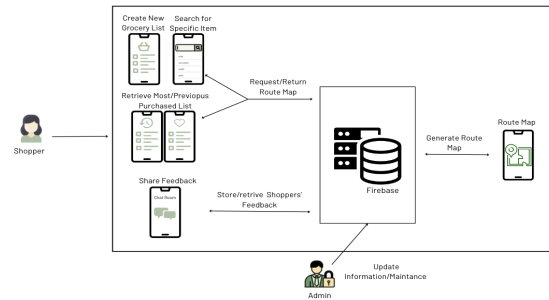 Create New
Grocery List
Search for
Specific Item
Retrieve Most/Previopus
Purchased List
Request/Return
Route Map
Shopper
Share Feedback
Chat Room
Store/retrive Shoppers'
Feedback
Firebase
Generate Route
Map
Route Map
Update
Information/Maintance
Admin